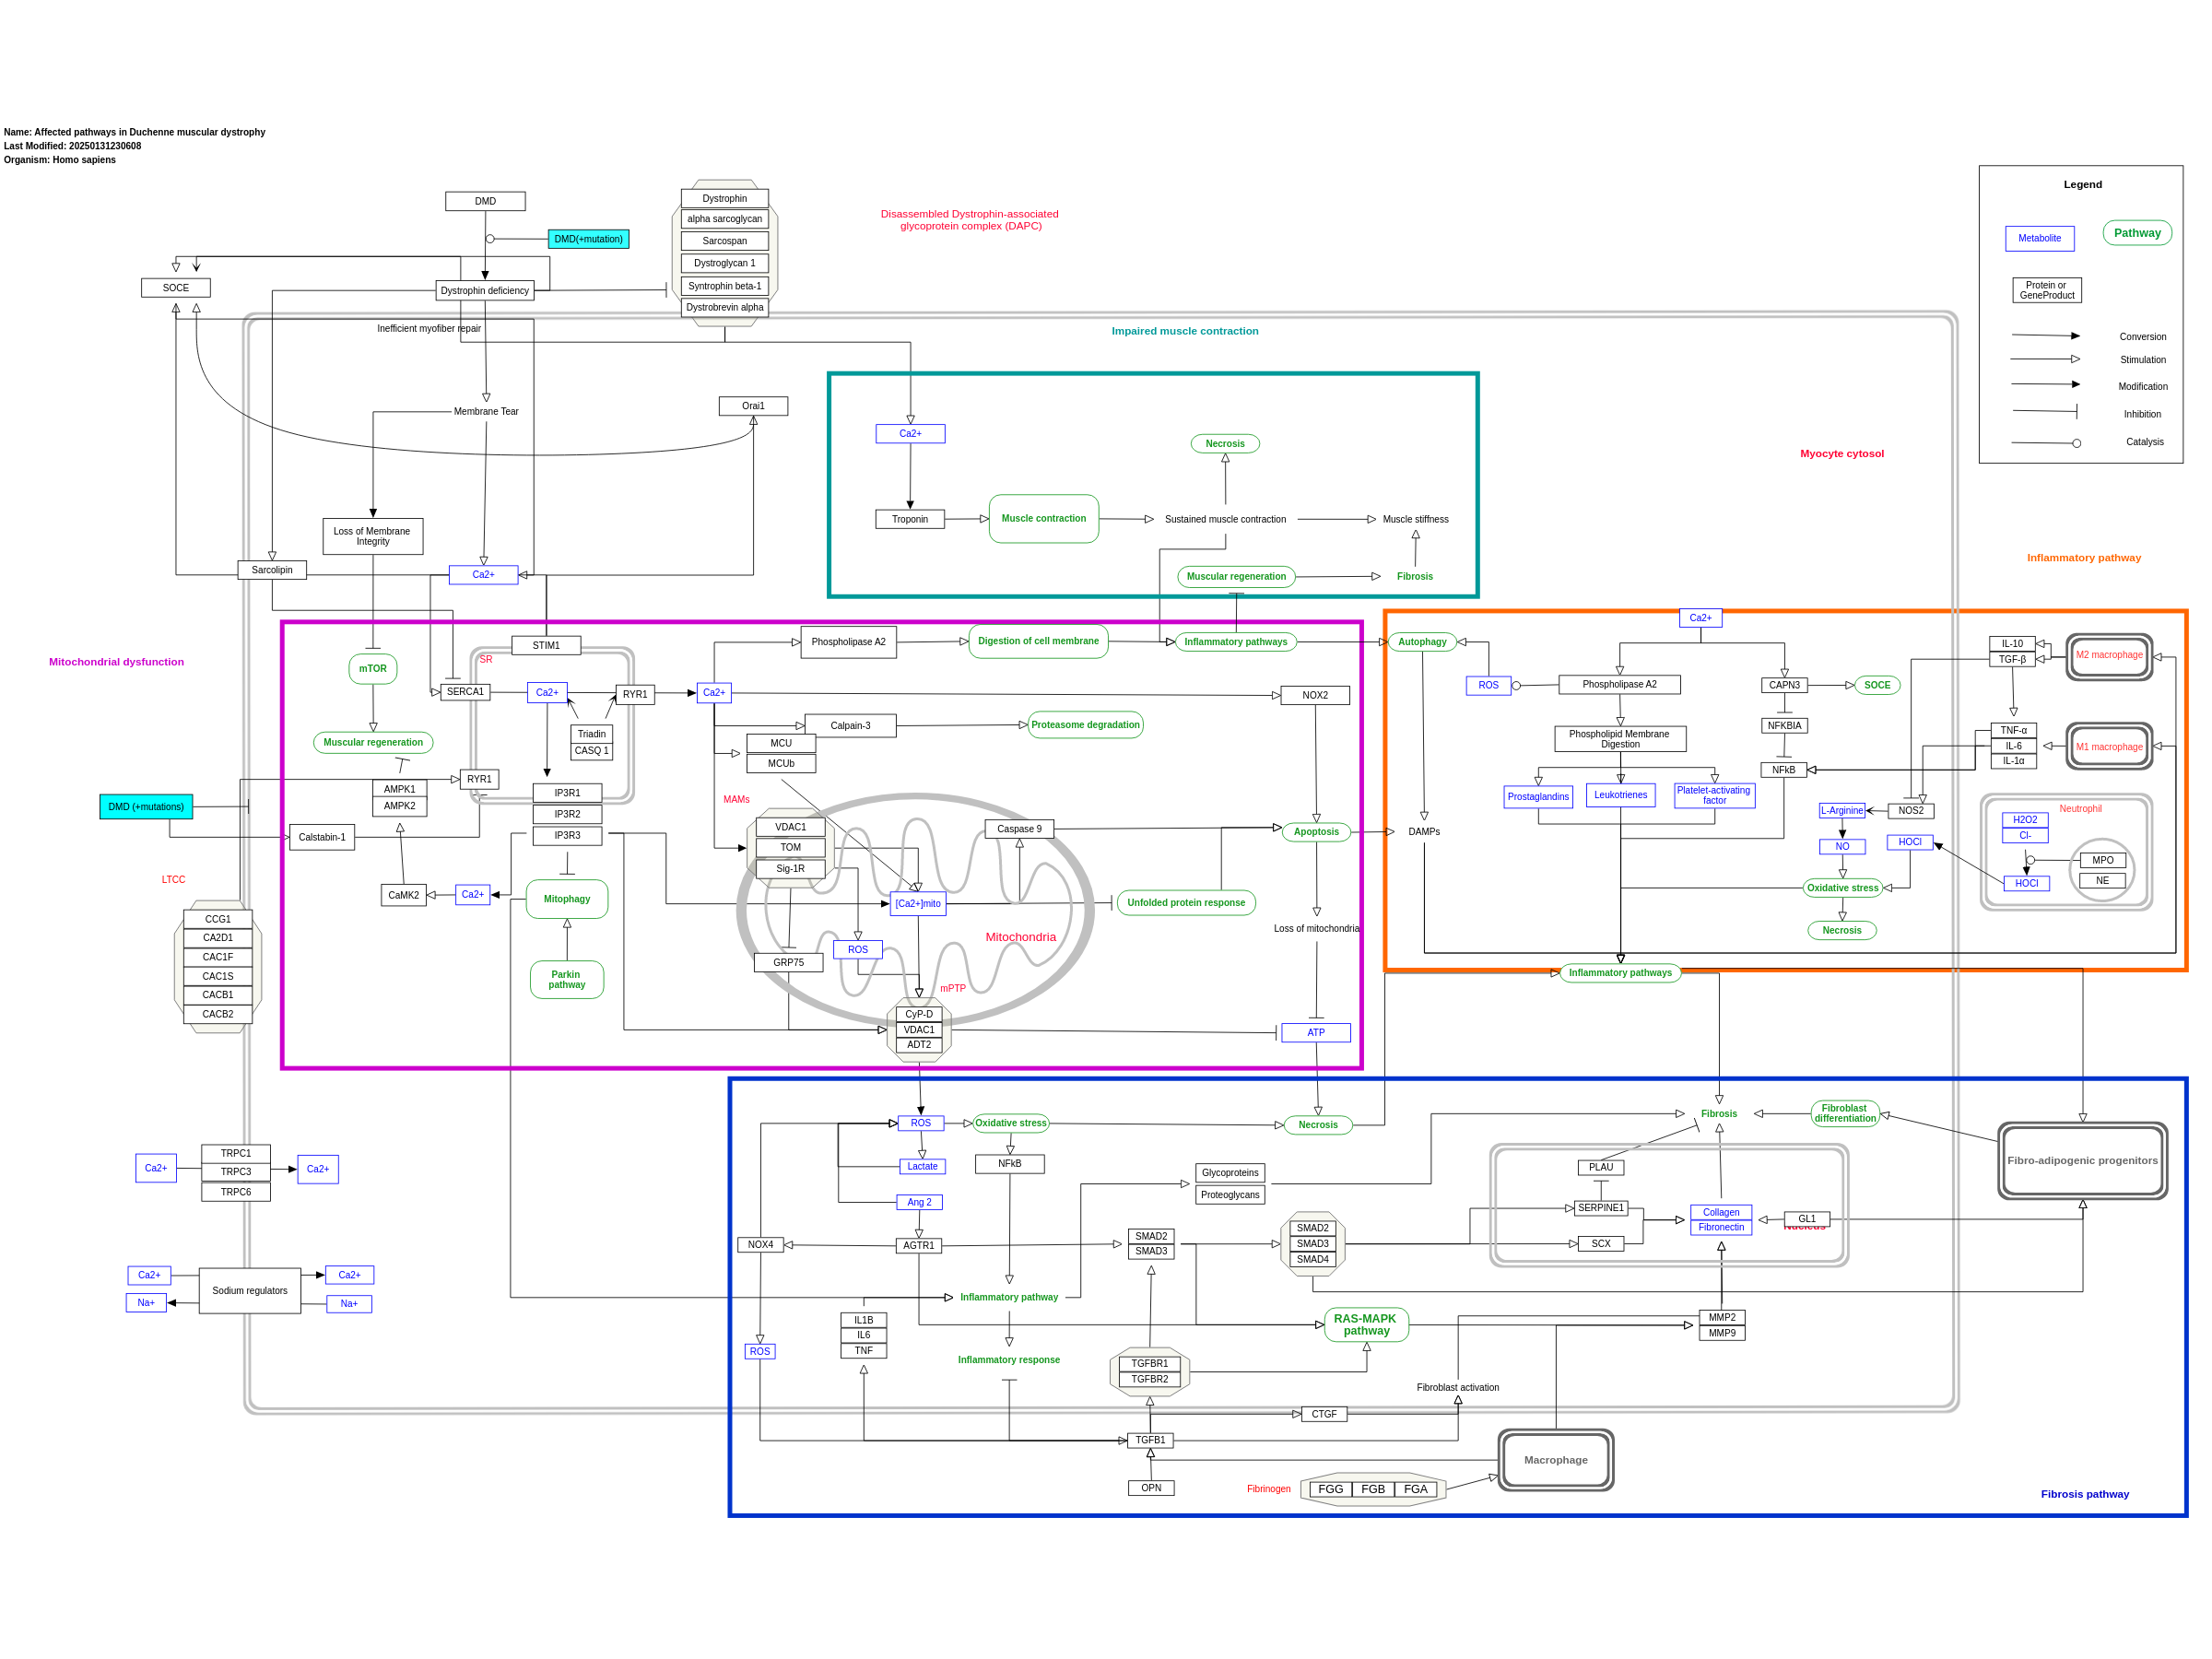 Name: Affected pathways in Duchenne muscular dystrophy
Last Modified: 20250131230608
Organism: Homo sapiens
DMD
DMD(+mutation)
SOCE
Dystrophin deficiency
Inefficient myofiber repair
Dystrophin
alpha sarcoglycan
Sarcospan
Dystroglycan 1
Syntrophin beta-1
Dystrobrevin alpha
Disassembled Dystrophin-associated
glycoprotein complex (DAPC)
Legend
Metabolite
Pathway
Protein or
GeneProduct
Conversion
Stimulation
Modification
Inhibition
Catalysis
Membrane Tear
Orai1
Loss of Membrane
Integrity
Sarcolipin
Ca2+
Impaired muscle contraction
Ca2+
Necrosis
Troponin
Muscle contraction
Sustained muscle contraction
Muscle stiffness
Muscular regeneration
Fibrosis
Myocyte cytosol
Inflammatory pathway
Mitochondrial dysfunction
mTOR
Muscular regeneration
AMPK1
AMPK2
STIM1
SR
SERCA1
Ca2+
RYR1
Triadin
CASQ 1
RYR1
IP3R1
IP3R2
IP3R3
DMD (+mutations)
Calstabin-1
CaMK2
Ca2+
Mitophagy
Parkin
pathway
LTCC
CCG1
CA2D1
CAC1F
CAC1S
CACB1
CACB2
Ca2+
Phospholipase A2
Digestion of cell membrane
Inflammatory pathways
NOX2
Calpain-3
Proteasome degradation
MCU
MCUb
MAMs
VDAC1
TOM
Sig-1R
Caspase 9
Apoptosis
[Ca2+]mito
Unfolded protein response
ROS
GRP75
Mitochondria
Loss of mitochondria
mPTP
CyP-D
VDAC1
ADT2
ATP
Autophagy
ROS
Ca2+
Phospholipase A2
CAPN3
SOCE
NFKBIA
NFkB
Phospholipid Membrane
Digestion
Prostaglandins
Leukotrienes
Platelet-activating
factor
DAMPs
IL-10
TGF-β
M2 macrophage
TNF-α
IL-6
IL-1α
M1 macrophage
L-Arginine
NOS2
NO
HOCI
Oxidative stress
Necrosis
Neutrophil
H2O2
Cl-
MPO
NE
HOCI
Inflammatory pathways
TRPC1
TRPC3
TRPC6
Ca2+
Ca2+
Ca2+
Na+
Sodium regulators
Ca2+
Na+
ROS
Oxidative stress
Necrosis
Lactate
NFkB
Ang 2
NOX4
AGTR1
SMAD2
SMAD3
Glycoproteins
Proteoglycans
SMAD2
SMAD3
SMAD4
Fibrosis
Fibroblast
differentiation
Fibro-adipogenic progenitors
PLAU
SERPINE1
SCX
Collagen
Fibronectin
GL1
Nucleus
Inflammatory pathway
IL1B
IL6
TNF
Inflammatory response
ROS
RAS-MAPK
pathway
MMP2
MMP9
TGFBR1
TGFBR2
Fibroblast activation
CTGF
TGFB1
OPN
Macrophage
Fibrinogen
FGG
FGB
FGA
Fibrosis pathway